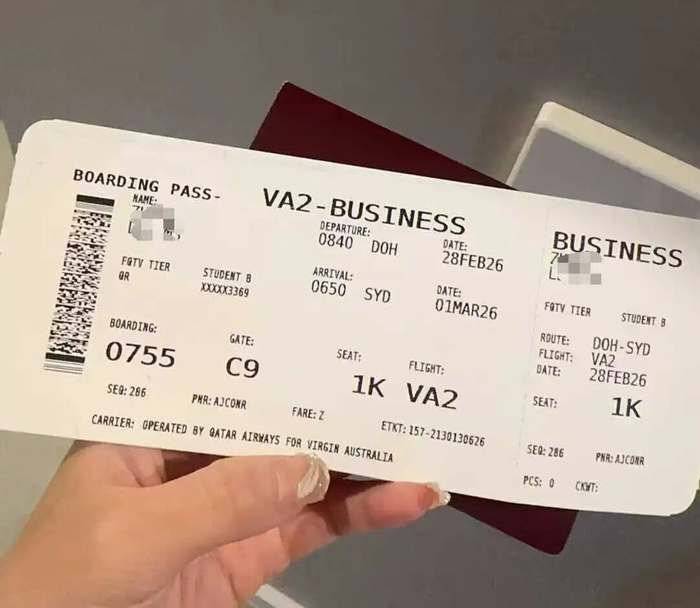 BOARDING PASS- VA2-BUSINESS
NAME:
DEPARTURE: DATE:
0840 DOH 28FEB26
FQTV TIER STUDENT B
QR XXXXX3369
ARRIVAL: DATE:
0650 SYD 01MAR26
BOARDING: GATE: SEAT: FLIGHT:
0755 C9 1K VA2
SEQ: 286 PNR: AJCONR FARE: Z ETKT: 157-2130130626
CARRIER: OPERATED BY QATAR AIRWAYS FOR VIRGIN AUSTRALIA
BUSINESS
FQTV TIER STUDENT B
ROUTE: DOH-SYD
FLIGHT: VA2
DATE: 28FEB26
SEAT: 1K
SEQ: 286 PNR: AJCONR
PCS: 0 CKWT: